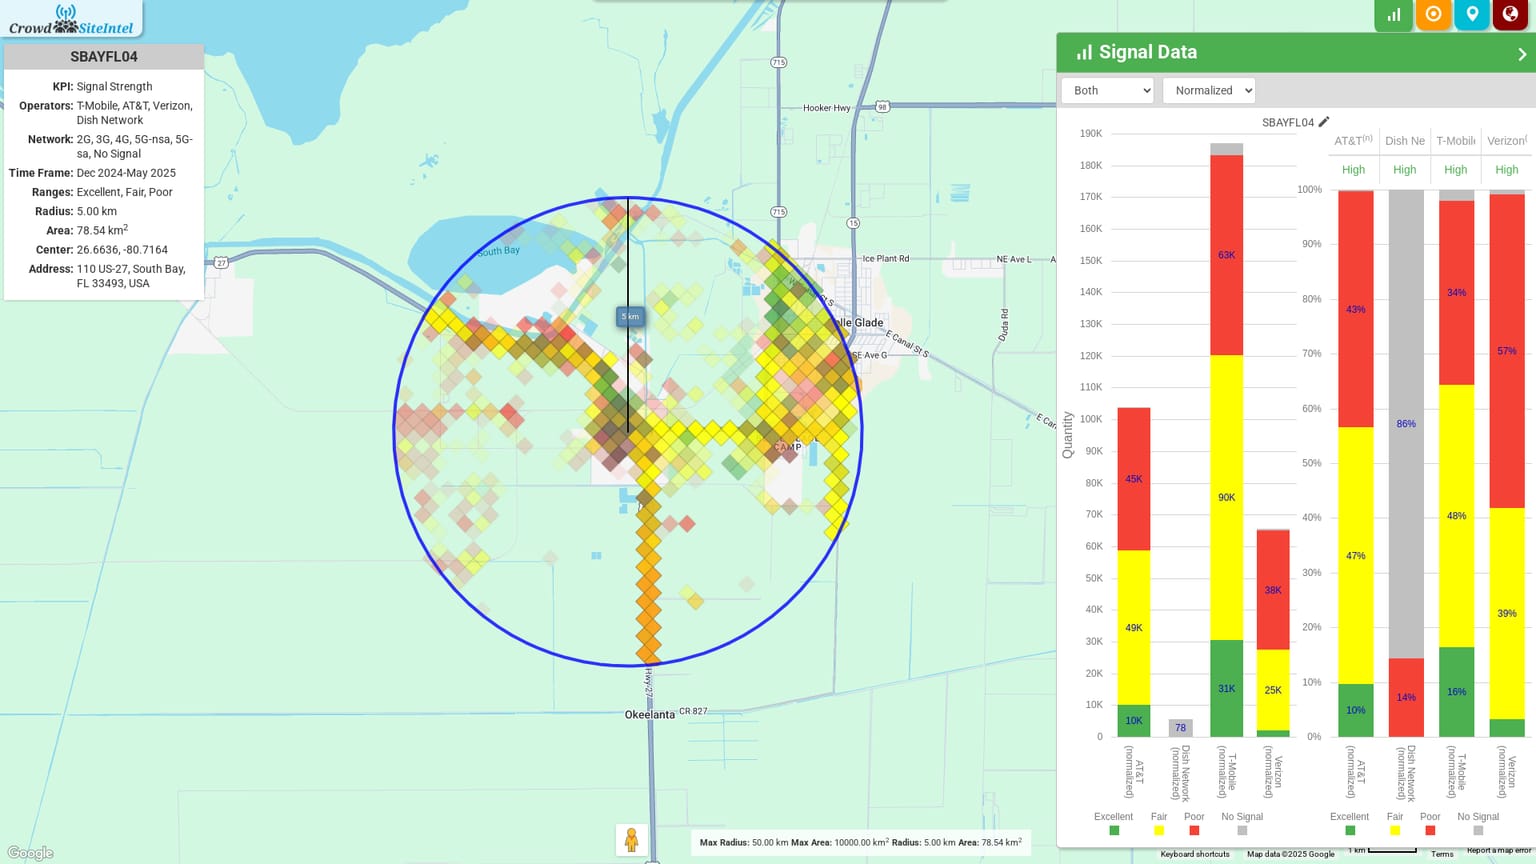 Crowd SiteIntel
SBAYFL04
KPI: Signal Strength
Operators: T-Mobile, AT&T, Verizon,
Dish Network
Network: 2G, 3G, 4G, 5G-nsa, 5G-
sa, No Signal
Time Frame: Dec 2024-May 2025
Ranges: Excellent, Fair, Poor
Radius: 5.00 km
Area: 78.54 km²
Center: 26.6636, -80.7164
Address: 110 US-27, South Bay,
FL 33493, USA
715
Hooker Hwy
98
715
15
27
South Bay
Ice Plant Rd
NE Ave L
A
5 km
lle Glade
E Canal St S
Duda Rd
SE Ave G
E Can
CAMP
Hwy 27
Okeelanta
CR 827
Google
Max Radius: 50.00 km Max Area: 10000.00 km² Radius: 5.00 km Area: 78.54 km²
Signal Data
Both
Normalized
SBAYFL04
Quantity
190K
180K
170K
160K
150K
140K
130K
120K
110K
100K
90K
80K
70K
60K
50K
40K
30K
20K
10K
0
45K
49K
10K
78
63K
90K
31K
38K
25K
AT&T
(normalized)
Dish Network
(normalized)
T-Mobile
(normalized)
Verizon
(normalized)
Excellent
Fair
Poor
No Signal
AT&T(n)
Dish Ne
T-Mobil
Verizon(
High
High
High
High
100%
90%
80%
70%
60%
50%
40%
30%
20%
10%
0%
43%
47%
10%
86%
14%
34%
48%
16%
57%
39%
AT&T
(normalized)
Dish Network
(normalized)
T-Mobile
(normalized)
Verizon
(normalized)
Excellent
Fair
Poor
No Signal
Keyboard shortcuts
Map data ©2025 Google
1 km
Terms
Report a map error